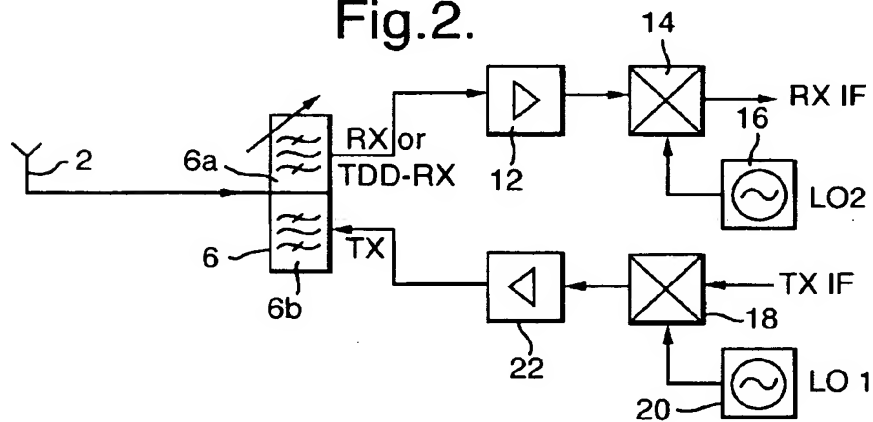 Fig.2.
14
RX IF
16
RX or
TDD-RX
12
LO2
2
6a
6
TX
6b
TX IF
18
22
20
LO 1